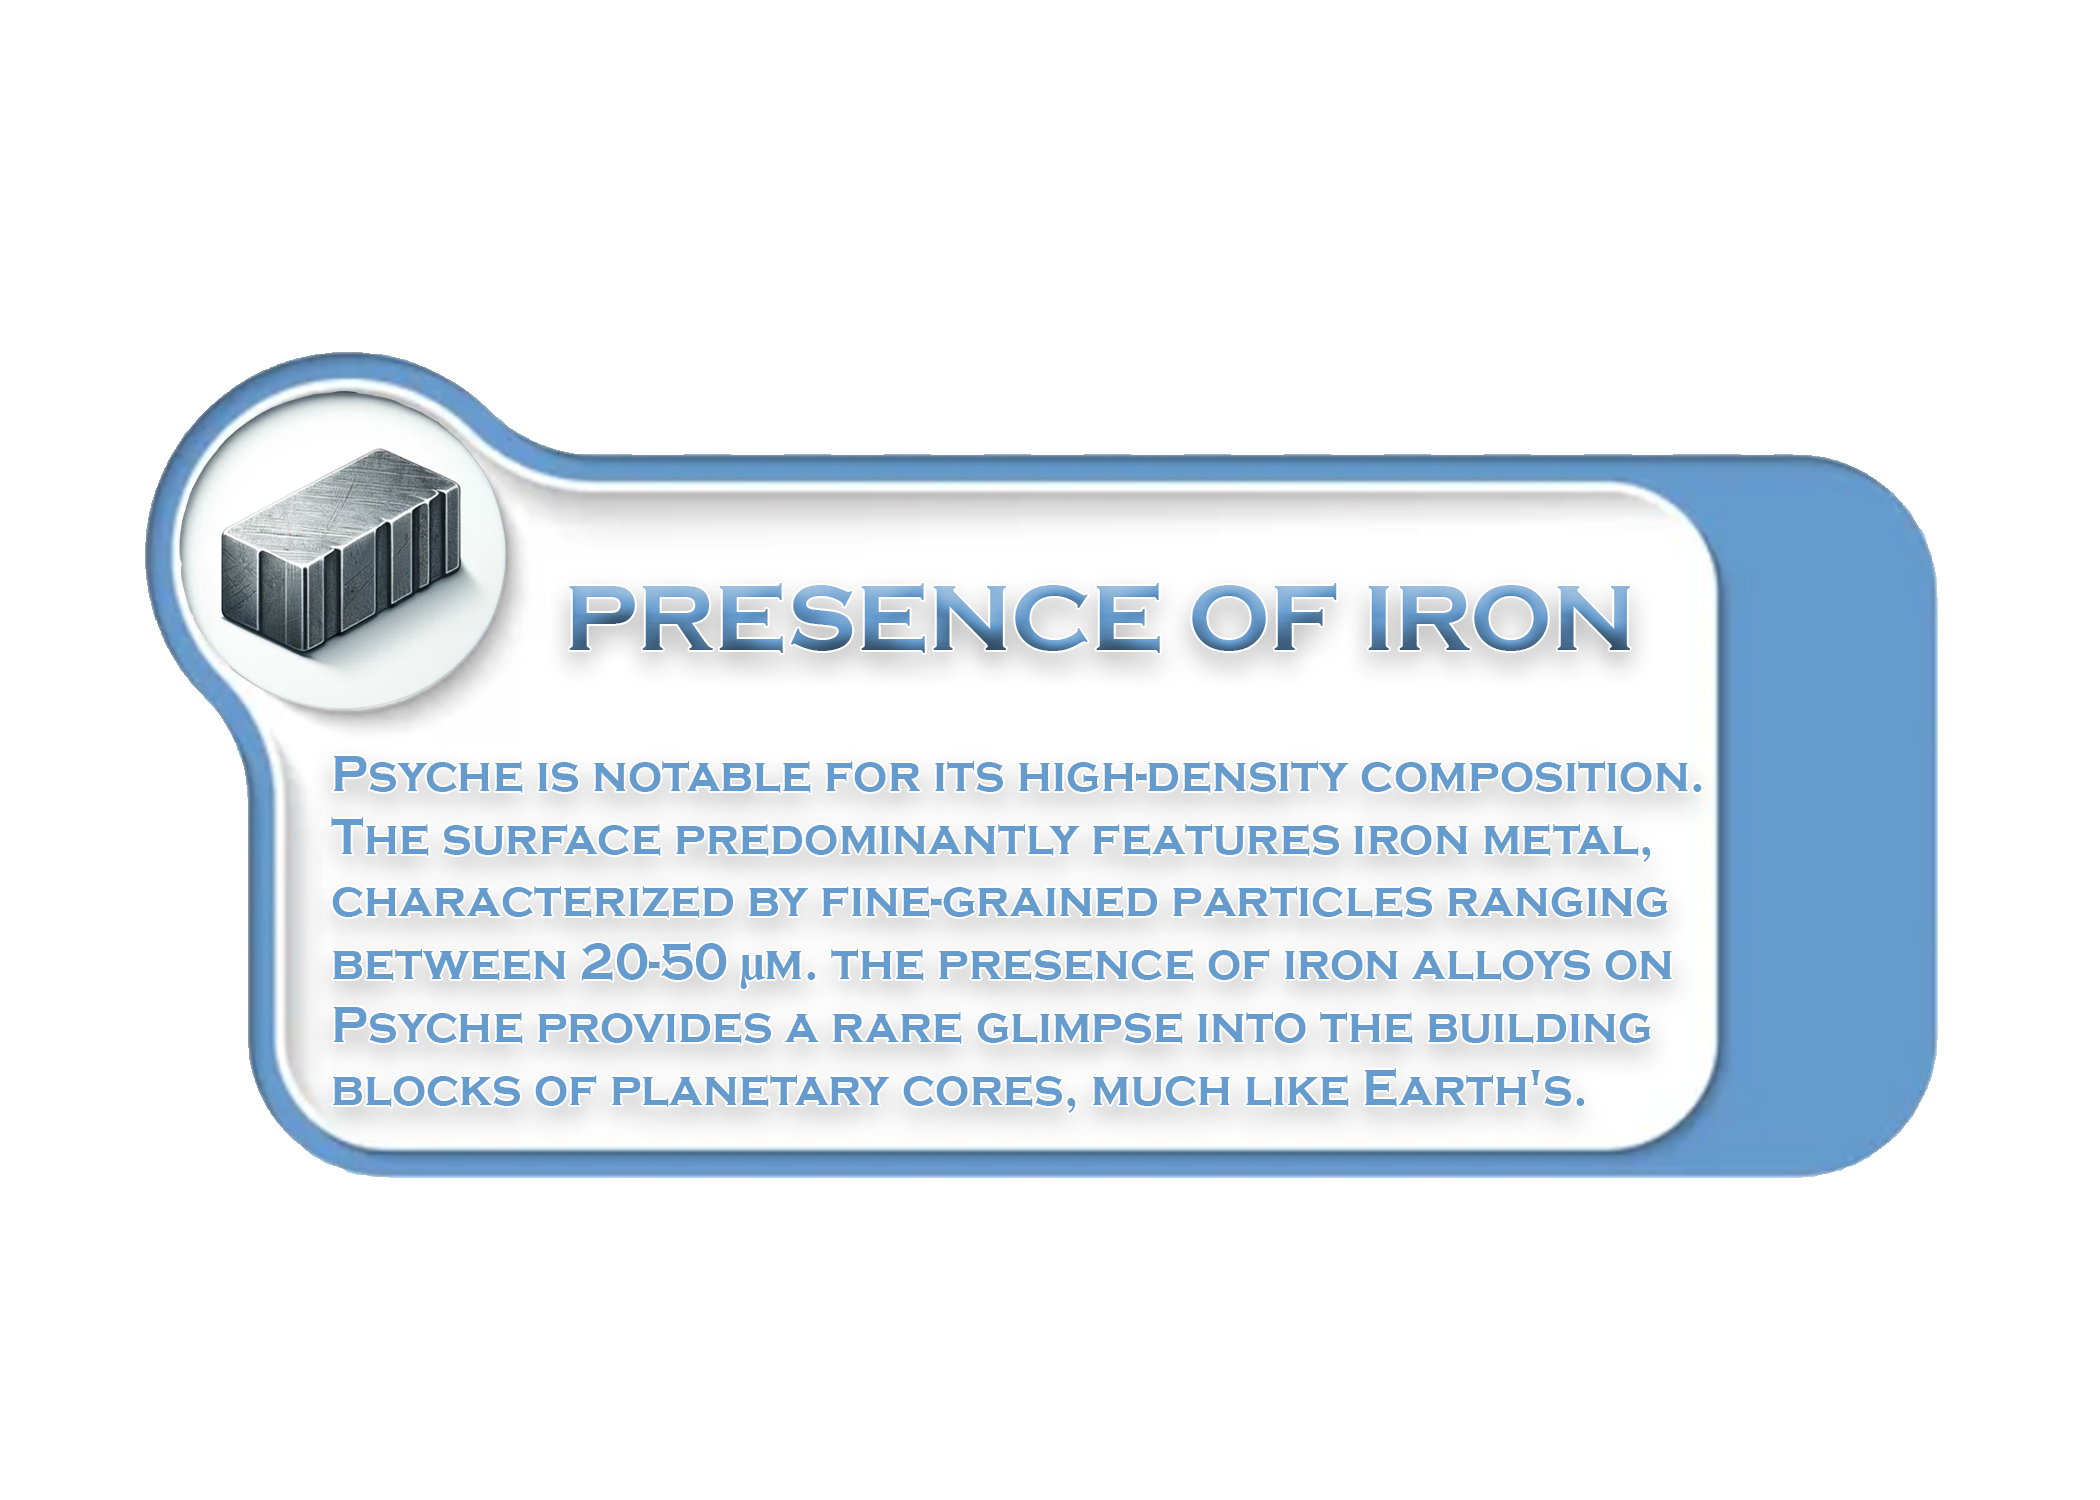 PRESENCE OF IRON
Psyche is notable for its high-density composition.
The surface predominantly features iron metal,
characterized by fine-grained particles ranging
between 20-50 µm. the presence of iron alloys on
Psyche provides a rare glimpse into the building
blocks of planetary cores, much like Earth's.